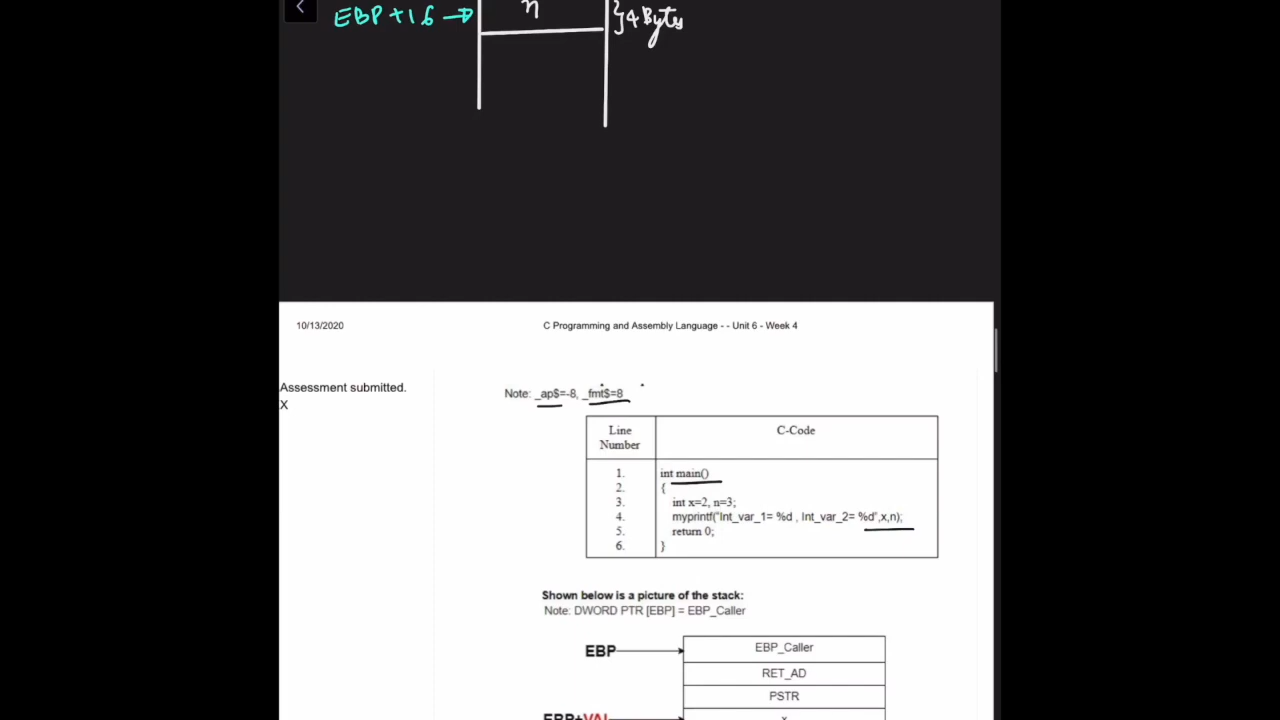 EBP+16 → n } 4 Bytes
10/13/2020 C Programming and Assembly Language - - Unit 6 - Week 4
Assessment submitted.
X
Note: _ap$=-8, _fmt$=8
Line Number C-Code
1. int main()
2. {
3. int x=2, n=3;
4. myprintf("Int_var_1= %d , Int_var_2= %d",x,n);
5. return 0;
6. }
Shown below is a picture of the stack:
Note: DWORD PTR [EBP] = EBP_Caller
EBP EBP_Caller
RET_AD
PSTR
EBP+VAL x